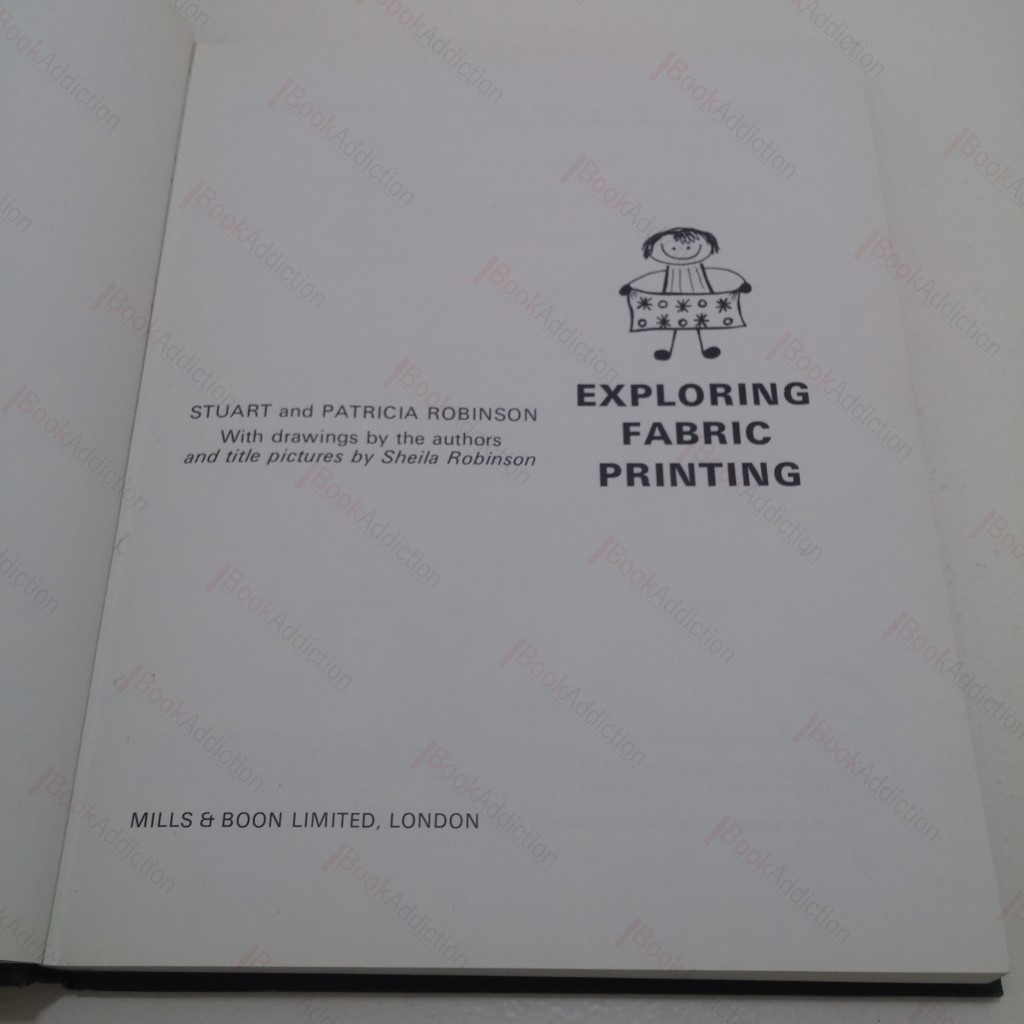 EXPLORING
FABRIC
PRINTING
STUART and PATRICIA ROBINSON
With drawings by the authors
and title pictures by Sheila Robinson
MILLS & BOON LIMITED, LONDON
BookAddiction